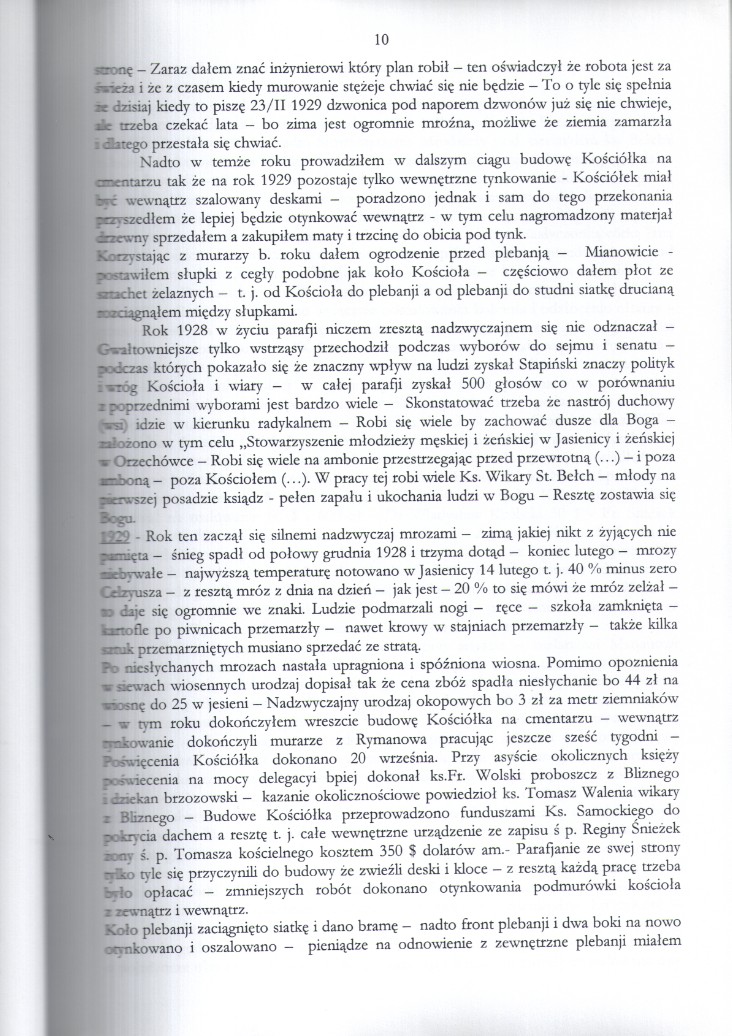 10
stronę – Zaraz dałem znać inżynierowi który plan robił – ten oświadczył że robota jest za
świeża i że z czasem kiedy murowanie stężeje chwiać się nie będzie – To o tyle się spełnia
że dzisiaj kiedy to piszę 23/II 1929 dzwonica pod naporem dzwonów już się nie chwieje,
ale trzeba czekać lata – bo zima jest ogromnie mroźna, możliwe że ziemia zamarzła
i dlatego przestała się chwiać.
Nadto w temże roku prowadziłem w dalszym ciągu budowę Kościółka na
cmentarzu tak że na rok 1929 pozostaje tylko wewnętrzne tynkowanie - Kościółek miał
być wewnątrz szalowany deskami – poradzono jednak i sam do tego przekonania
przyszedłem że lepiej będzie otynkować wewnątrz - w tym celu nagromadzony materjał
drzewny sprzedałem a zakupiłem maty i trzcinę do obicia pod tynk.
Korzystając z murarzy b. roku dałem ogrodzenie przed plebanją – Mianowicie -
postawiłem słupki z cegły podobne jak koło Kościoła – częściowo dałem płot ze
sztachet żelaznych – t. j. od Kościoła do plebanji a od plebanji do studni siatkę drucianą
rozciągnąłem między słupkami.
Rok 1928 w życiu parafji niczem zresztą nadzwyczajnem się nie odznaczał –
Gwałtowniejsze tylko wstrząsy przechodził podczas wyborów do sejmu i senatu –
podczas których pokazało się że znaczny wpływ na ludzi zyskał Stapiński znaczy polityk
i wróg Kościoła i wiary – w całej parafji zyskał 500 głosów co w porównaniu
z poprzednimi wyborami jest bardzo wiele – Skonstatować trzeba że nastrój duchowy
(wsi) idzie w kierunku radykalnem – Robi się wiele by zachować dusze dla Boga –
założono w tym celu „Stowarzyszenie młodzieży męskiej i żeńskiej w Jasienicy i żeńskiej
w Orzechówce – Robi się wiele na ambonie przestrzegając przed przewrotną (…) – i poza
amboną – poza Kościołem (…). W pracy tej robi wiele Ks. Wikary St. Bełch – młody na
pierwszej posadzie ksiądz - pełen zapału i ukochania ludzi w Bogu – Resztę zostawia się
Bogu.
1929 - Rok ten zaczął się silnemi nadzwyczaj mrozami – zimą jakiej nikt z żyjących nie
pamięta – śnieg spadł od połowy grudnia 1928 i trzyma dotąd – koniec lutego – mrozy
niebywałe – najwyższą temperaturę notowano w Jasienicy 14 lutego t. j. 40 % minus zero
Celzyusza – z resztą mróz z dnia na dzień – jak jest – 20 % to się mówi że mróz zelżał –
to daje się ogromnie we znaki. Ludzie podmarzali nogi – ręce – szkoła zamknięta –
kartofle po piwnicach przemarzły – nawet krowy w stajniach przemarzły – także kilka
sztuk przemarzniętych musiano sprzedać ze stratą.
Po niesłychanych mrozach nastała upragniona i spóźniona wiosna. Pomimo opoznienia
w siewach wiosennych urodzaj dopisał tak że cena zbóż spadła niesłychanie bo 44 zł na
wiosnę do 25 w jesieni – Nadzwyczajny urodzaj okopowych bo 3 zł za metr ziemniaków
– w tym roku dokończyłem wreszcie budowę Kościółka na cmentarzu – wewnątrz
tynkowanie dokończyli murarze z Rymanowa pracując jeszcze sześć tygodni –
Poświęcenia Kościółka dokonano 20 września. Przy asyście okolicznych księży
poświecenia na mocy delegacyi bpiej dokonał ks.Fr. Wolski proboszcz z Bliznego
i dziekan brzozowski – kazanie okolicznościowe powiedzioł ks. Tomasz Walenia wikary
z Bliznego – Budowe Kościółka przeprowadzono funduszami Ks. Samockiego do
pokrycia dachem a resztę t. j. całe wewnętrzne urządzenie ze zapisu ś p. Reginy Śnieżek
żony ś. p. Tomasza kościelnego kosztem 350 $ dolarów am.- Parafjanie ze swej strony
tylko tyle się przyczynili do budowy że zwieźli deski i kloce – z resztą każdą pracę trzeba
było opłacać – zmniejszych robót dokonano otynkowania podmurówki kościoła
z zewnątrz i wewnątrz.
Koło plebanji zaciągnięto siatkę i dano bramę – nadto front plebanji i dwa boki na nowo
otynkowano i oszalowano – pieniądze na odnowienie z zewnętrzne plebanji miałem